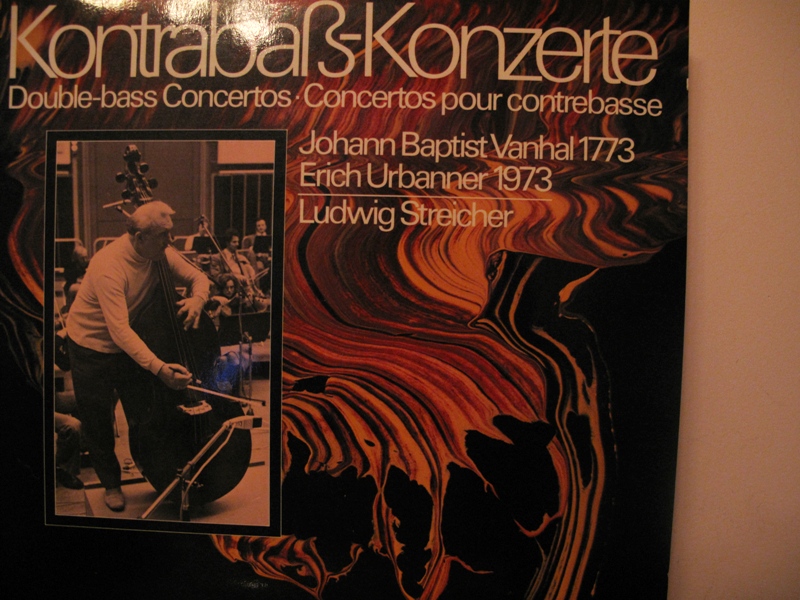 Kontrabaß-Konzerte
Double-bass Concertos · Concertos pour contrebasse
Johann Baptist Vanhal 1773
Erich Urbanner 1973
Ludwig Streicher